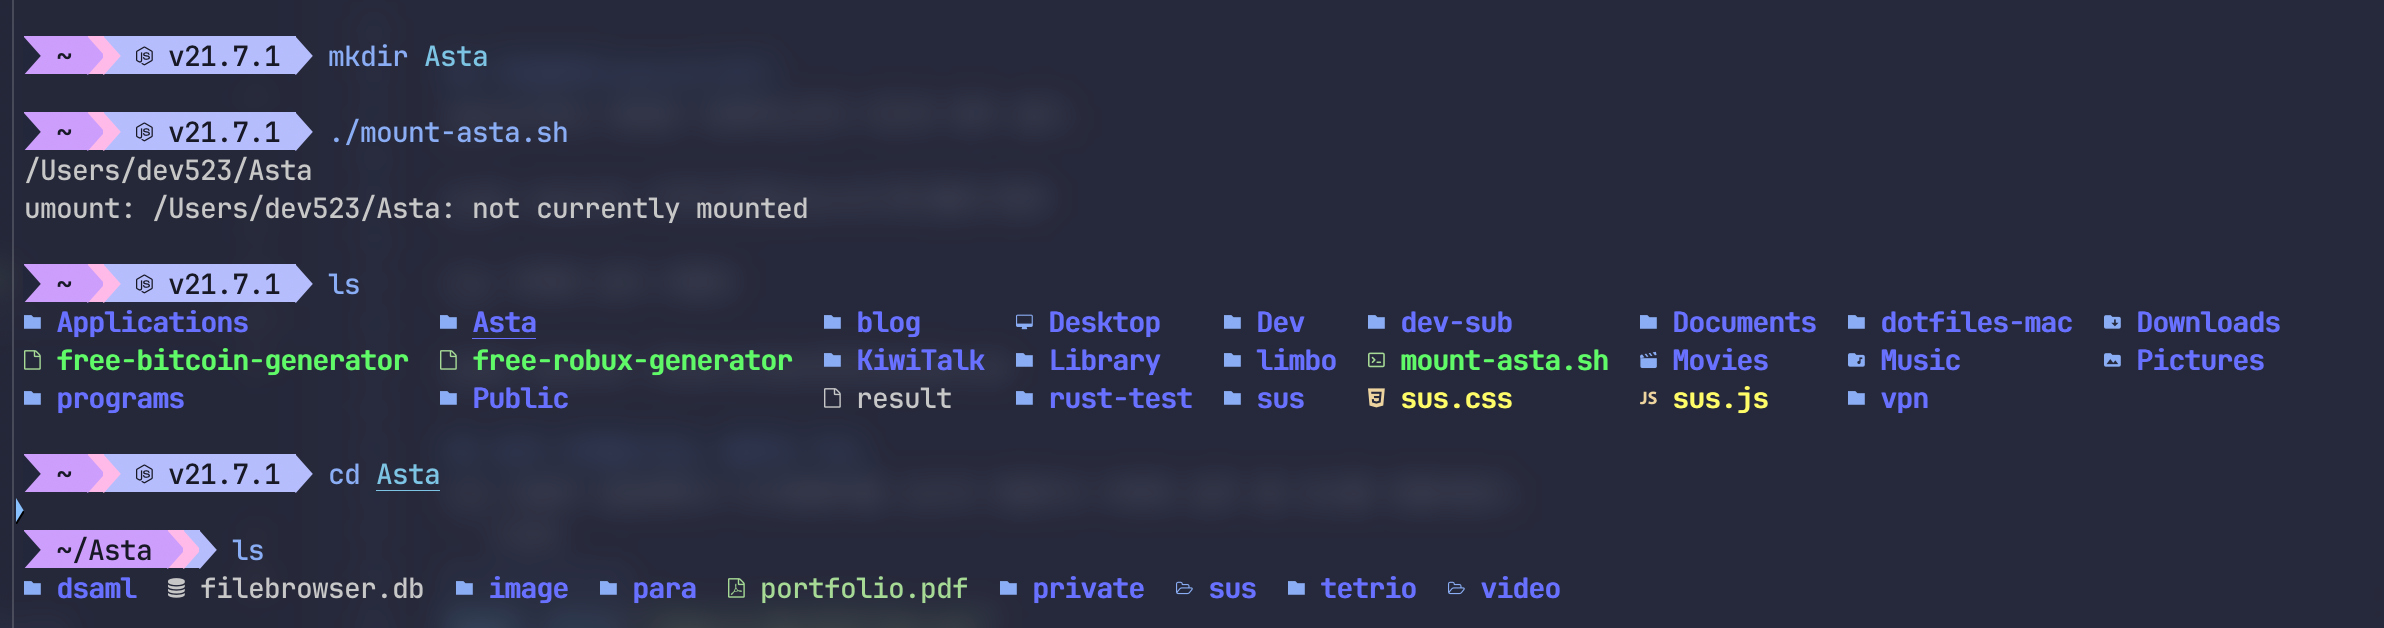 ~ v21.7.1 mkdir Asta
~ v21.7.1 ./mount-asta.sh
/Users/dev523/Asta
umount: /Users/dev523/Asta: not currently mounted
~ v21.7.1 ls
Applications Asta blog Desktop Dev dev-sub Documents dotfiles-mac Downloads
free-bitcoin-generator free-robux-generator KiwiTalk Library limbo mount-asta.sh Movies Music Pictures
programs Public result rust-test sus sus.css JS sus.js vpn
~ v21.7.1 cd Asta
~/Asta ls
dsaml filebrowser.db image para portfolio.pdf private sus tetrio video